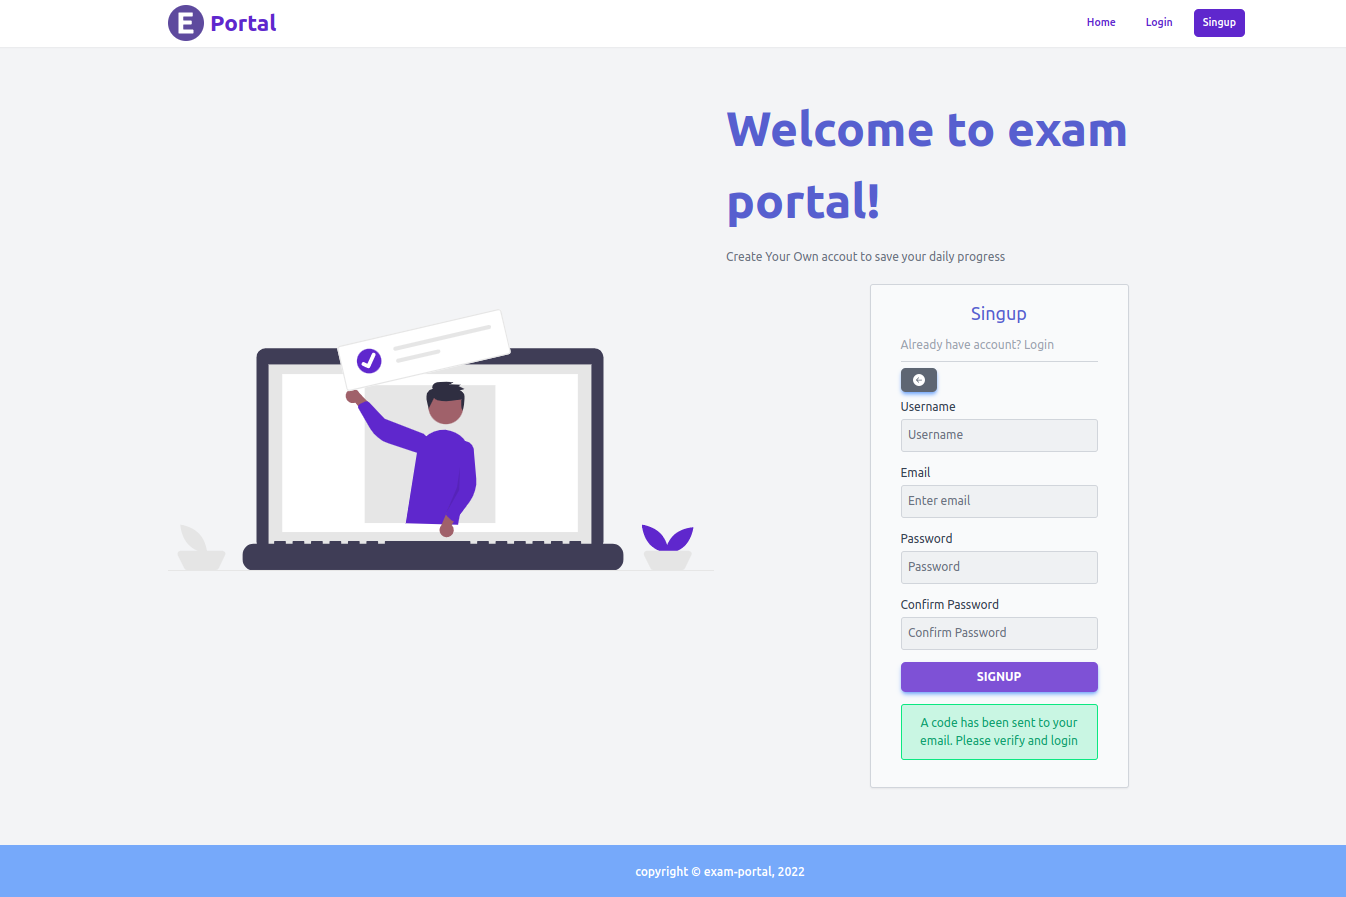 E Portal
Home
Login
Singup
Welcome to exam
portal!
Create Your Own accout to save your daily progress
Singup
Already have account? Login
Username
Username
Email
Enter email
Password
Password
Confirm Password
Confirm Password
SIGNUP
A code has been sent to your
email. Please verify and login
copyright © exam-portal, 2022